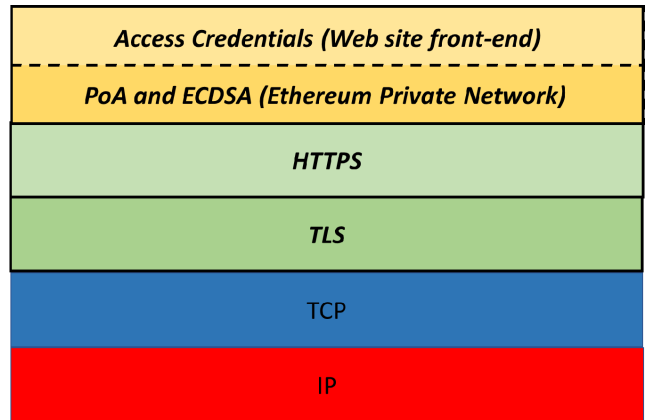 Access Credentials (Web site front-end)
PoA and ECDSA (Ethereum Private Network)
HTTPS
TLS
TCP
IP